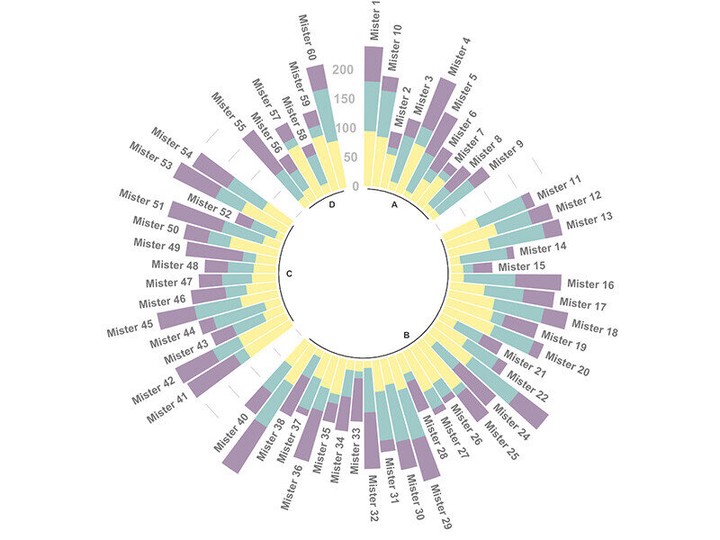 Mister 1
Mister 10
Mister 2
Mister 3
Mister 4
Mister 5
Mister 6
Mister 7
Mister 8
Mister 9
Mister 11
Mister 12
Mister 13
Mister 14
Mister 15
Mister 16
Mister 17
Mister 18
Mister 19
Mister 20
Mister 21
Mister 22
Mister 24
Mister 25
Mister 26
Mister 27
Mister 28
Mister 29
Mister 30
Mister 31
Mister 32
Mister 33
Mister 34
Mister 35
Mister 36
Mister 37
Mister 38
Mister 40
Mister 41
Mister 42
Mister 43
Mister 44
Mister 45
Mister 46
Mister 47
Mister 48
Mister 49
Mister 50
Mister 51
Mister 52
Mister 53
Mister 54
Mister 55
Mister 56
Mister 57
Mister 58
Mister 59
Mister 60
200
150
100
50
0
A
B
C
D